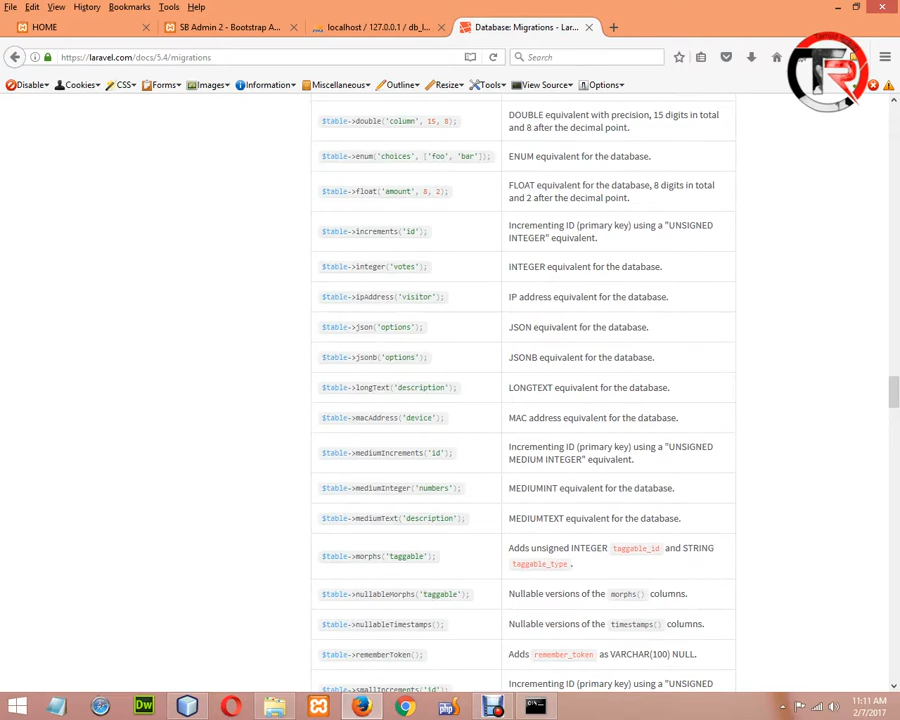 File Edit View History Bookmarks Tools Help
HOME × SB Admin 2 - Bootstrap A... × localhost / 127.0.0.1 / db_l... × Database: Migrations - Lar... × +
https://laravel.com/docs/5.4/migrations Search
Disable Cookies CSS Forms Images Information Miscellaneous Outline Resize Tools View Source Options
$table->double('column', 15, 8); DOUBLE equivalent with precision, 15 digits in total
and 8 after the decimal point.
$table->enum('choices', ['foo', 'bar']); ENUM equivalent for the database.
$table->float('amount', 8, 2); FLOAT equivalent for the database, 8 digits in total
and 2 after the decimal point.
$table->increments('id'); Incrementing ID (primary key) using a "UNSIGNED
INTEGER" equivalent.
$table->integer('votes'); INTEGER equivalent for the database.
$table->ipAddress('visitor'); IP address equivalent for the database.
$table->json('options'); JSON equivalent for the database.
$table->jsonb('options'); JSONB equivalent for the database.
$table->longText('description'); LONGTEXT equivalent for the database.
$table->macAddress('device'); MAC address equivalent for the database.
$table->mediumIncrements('id'); Incrementing ID (primary key) using a "UNSIGNED
MEDIUM INTEGER" equivalent.
$table->mediumInteger('numbers'); MEDIUMINT equivalent for the database.
$table->mediumText('description'); MEDIUMTEXT equivalent for the database.
$table->morphs('taggable'); Adds unsigned INTEGER taggable_id and STRING
taggable_type .
$table->nullableMorphs('taggable'); Nullable versions of the morphs() columns.
$table->nullableTimestamps(); Nullable versions of the timestamps() columns.
$table->rememberToken(); Adds remember_token as VARCHAR(100) NULL.
$table->smallIncrements('id'); Incrementing ID (primary key) using a "UNSIGNED
Dw php 11:11 AM
2/7/2017